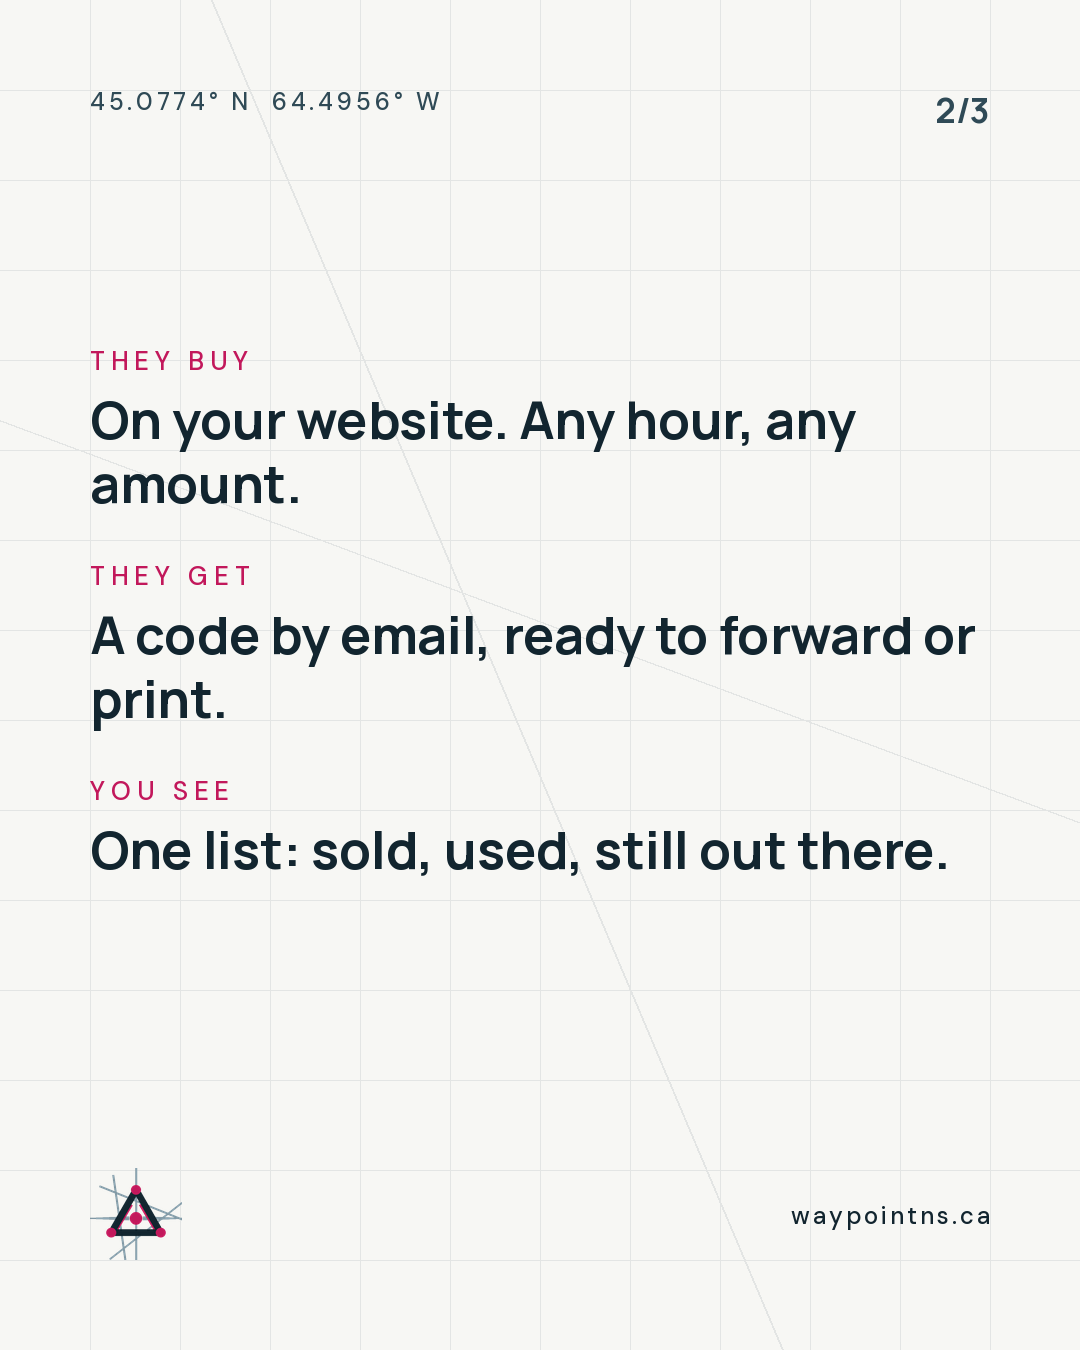 45.0774° N  64.4956° W
2/3
THEY BUY
On your website. Any hour, any
amount.
THEY GET
A code by email, ready to forward or
print.
YOU SEE
One list: sold, used, still out there.
waypointns.ca